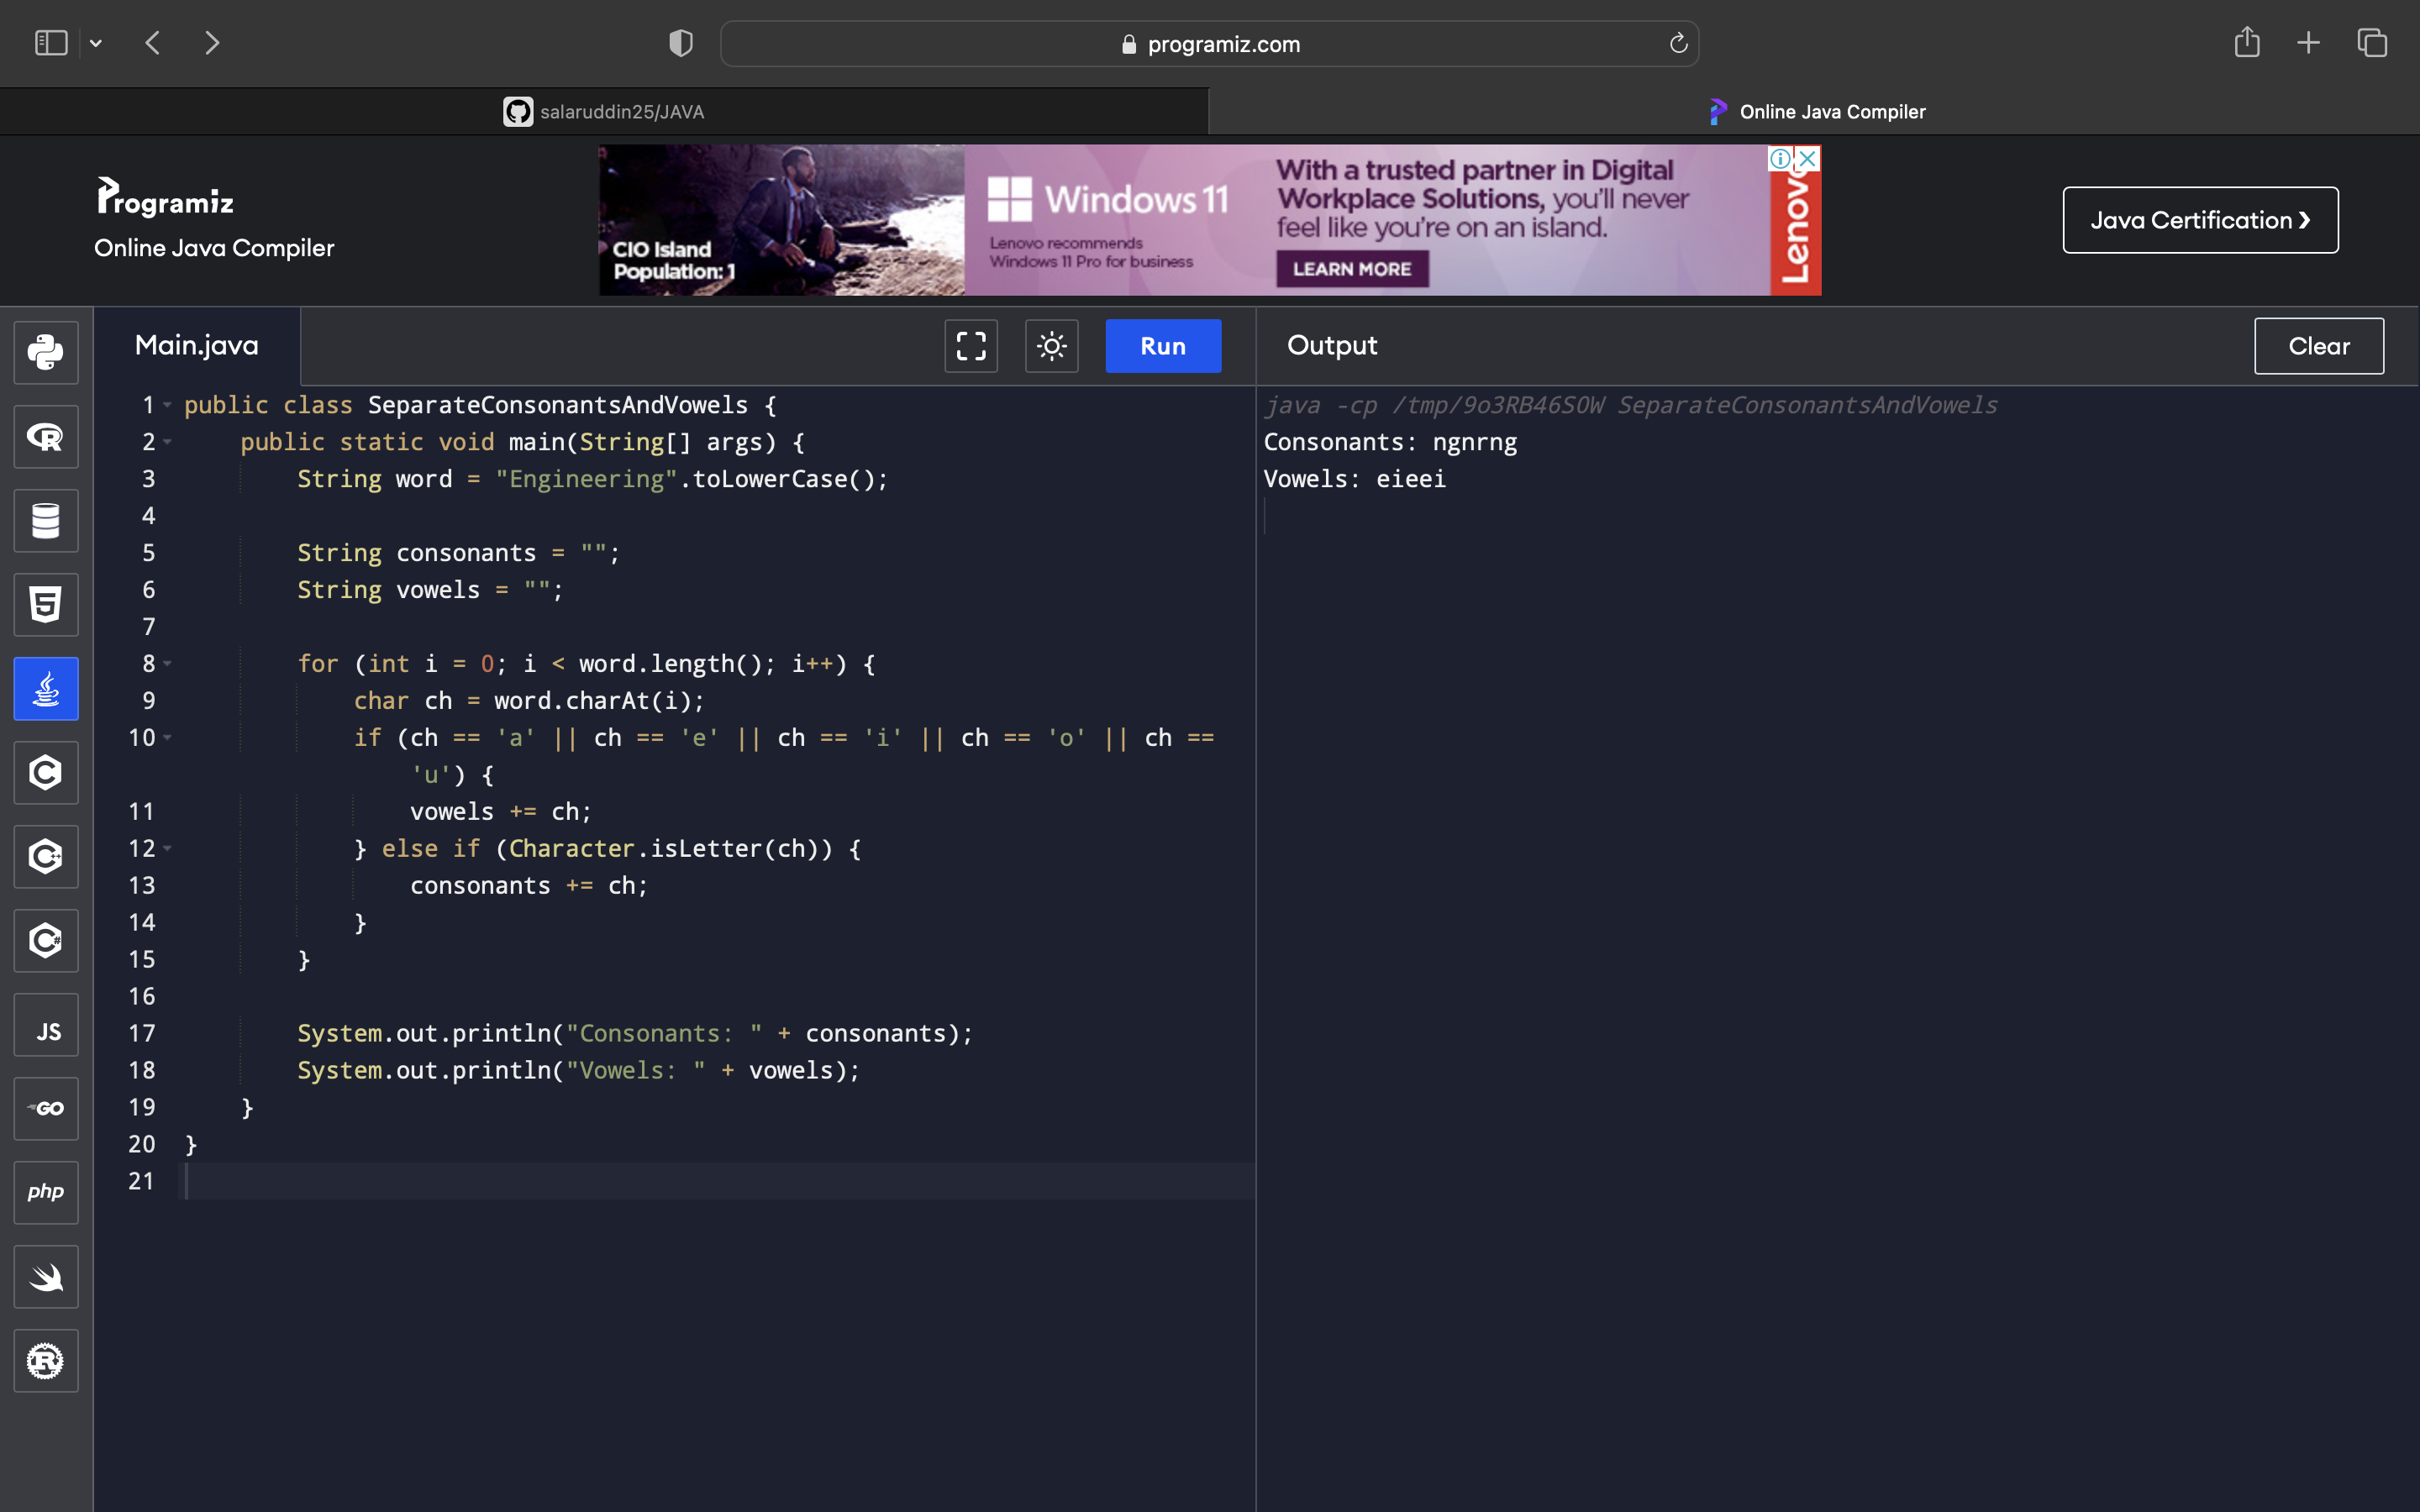 programiz.com
salaruddin25/JAVA
Online Java Compiler
Programiz
Online Java Compiler
CIO Island
Population: 1
Windows 11
Lenovo recommends
Windows 11 Pro for business
With a trusted partner in Digital
Workplace Solutions, you'll never
feel like you're on an island.
LEARN MORE
Lenovo
Java Certification ❯
Main.java
Run
Output
Clear
1 public class SeparateConsonantsAndVowels {
2     public static void main(String[] args) {
3         String word = "Engineering".toLowerCase();
4
5         String consonants = "";
6         String vowels = "";
7
8         for (int i = 0; i < word.length(); i++) {
9             char ch = word.charAt(i);
10             if (ch == 'a' || ch == 'e' || ch == 'i' || ch == 'o' || ch ==
                'u') {
11                 vowels += ch;
12             } else if (Character.isLetter(ch)) {
13                 consonants += ch;
14             }
15         }
16
17         System.out.println("Consonants: " + consonants);
18         System.out.println("Vowels: " + vowels);
19     }
20 }
21
java -cp /tmp/9o3RB46SOW SeparateConsonantsAndVowels
Consonants: ngnrng
Vowels: eieei
R
5
C
C++
C#
JS
GO
php
R